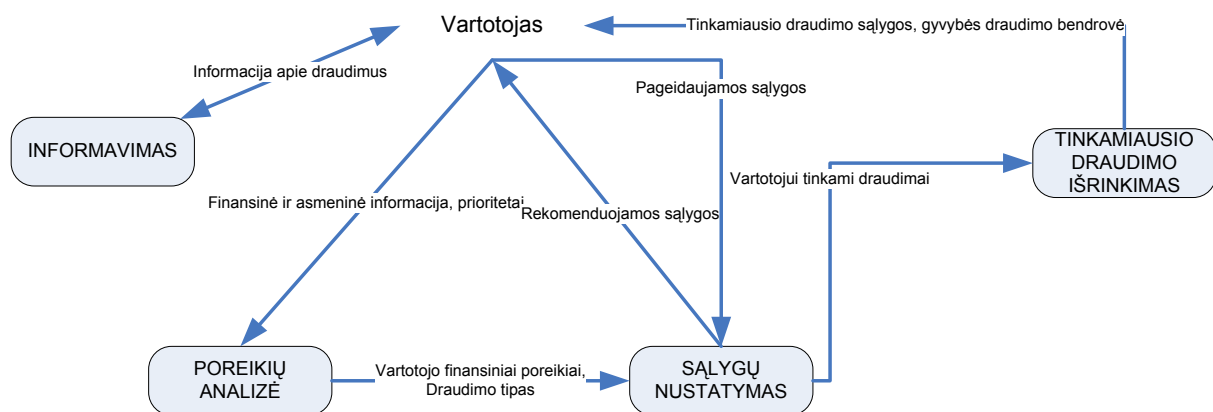 Vartotojas
Tinkamiausio draudimo sąlygos, gyvybės draudimo bendrovė
Informacija apie draudimus
Pageidaujamos sąlygos
INFORMAVIMAS
TINKAMIAUSIO
DRAUDIMO
IŠRINKIMAS
Vartotojui tinkami draudimai
Finansinė ir asmeninė informacija, prioritetai
Rekomenduojamos sąlygos
POREIKIŲ
ANALIZĖ
Vartotojo finansiniai poreikiai,
Draudimo tipas
SĄLYGŲ
NUSTATYMAS